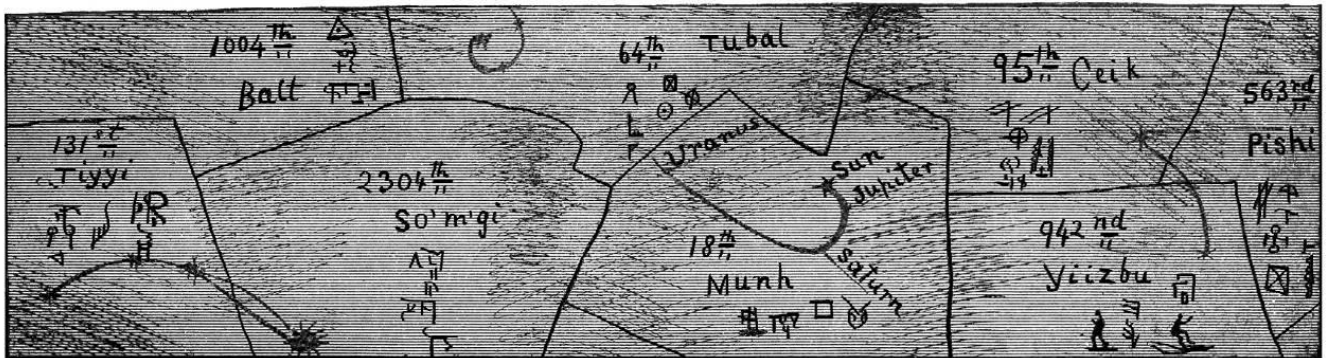 1004th
Balt
131st
Tiyyi
2304th
So'm'gi
64th Tubal
Uranus
Sun
Jupiter
Saturn
18th
Munh
95th Ceik
563rd
Pishi
942nd
Yiizbu